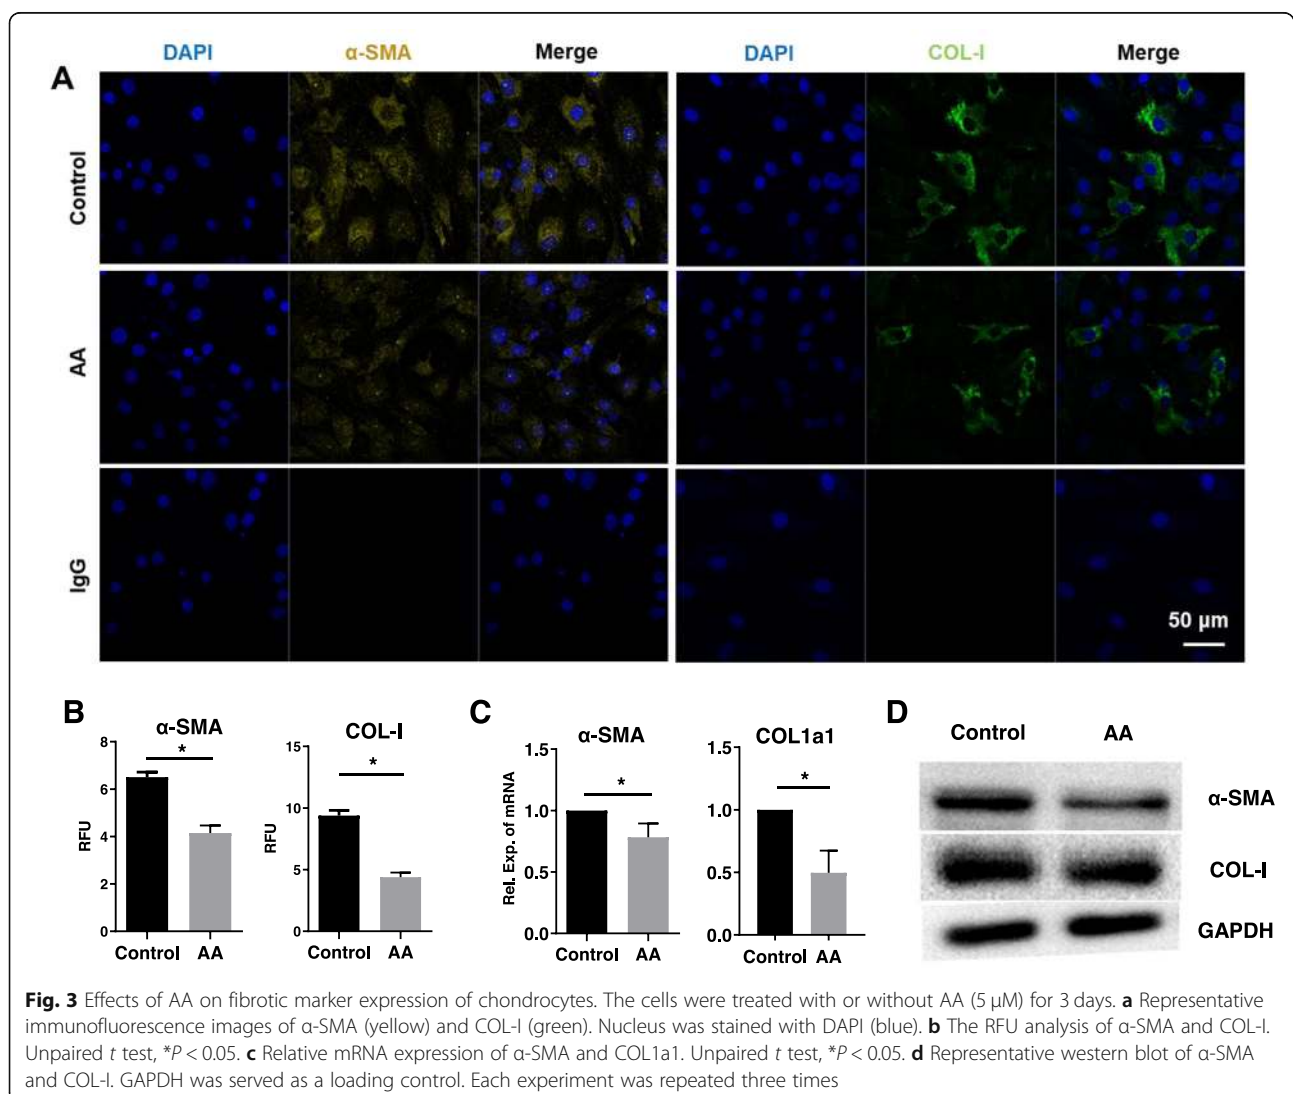 DAPI α-SMA Merge DAPI COL-I Merge
A
Control
AA
IgG
50 µm
B
α-SMA
8
6
4
2
0
RFU
*
Control AA
COL-I
15
10
5
0
RFU
*
Control AA
C
α-SMA
1.5
1.0
0.5
0.0
Rel. Exp. of mRNA
*
Control AA
COL1a1
1.5
1.0
0.5
0.0
*
Control AA
D
Control AA
α-SMA
COL-I
GAPDH
Fig. 3 Effects of AA on fibrotic marker expression of chondrocytes. The cells were treated with or without AA (5 µM) for 3 days. a Representative
immunofluorescence images of α-SMA (yellow) and COL-I (green). Nucleus was stained with DAPI (blue). b The RFU analysis of α-SMA and COL-I.
Unpaired t test, *P < 0.05. c Relative mRNA expression of α-SMA and COL1a1. Unpaired t test, *P < 0.05. d Representative western blot of α-SMA
and COL-I. GAPDH was served as a loading control. Each experiment was repeated three times